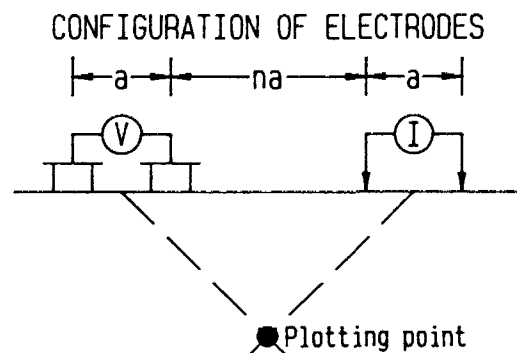 CONFIGURATION OF ELECTRODES
a na a
V I
Plotting point